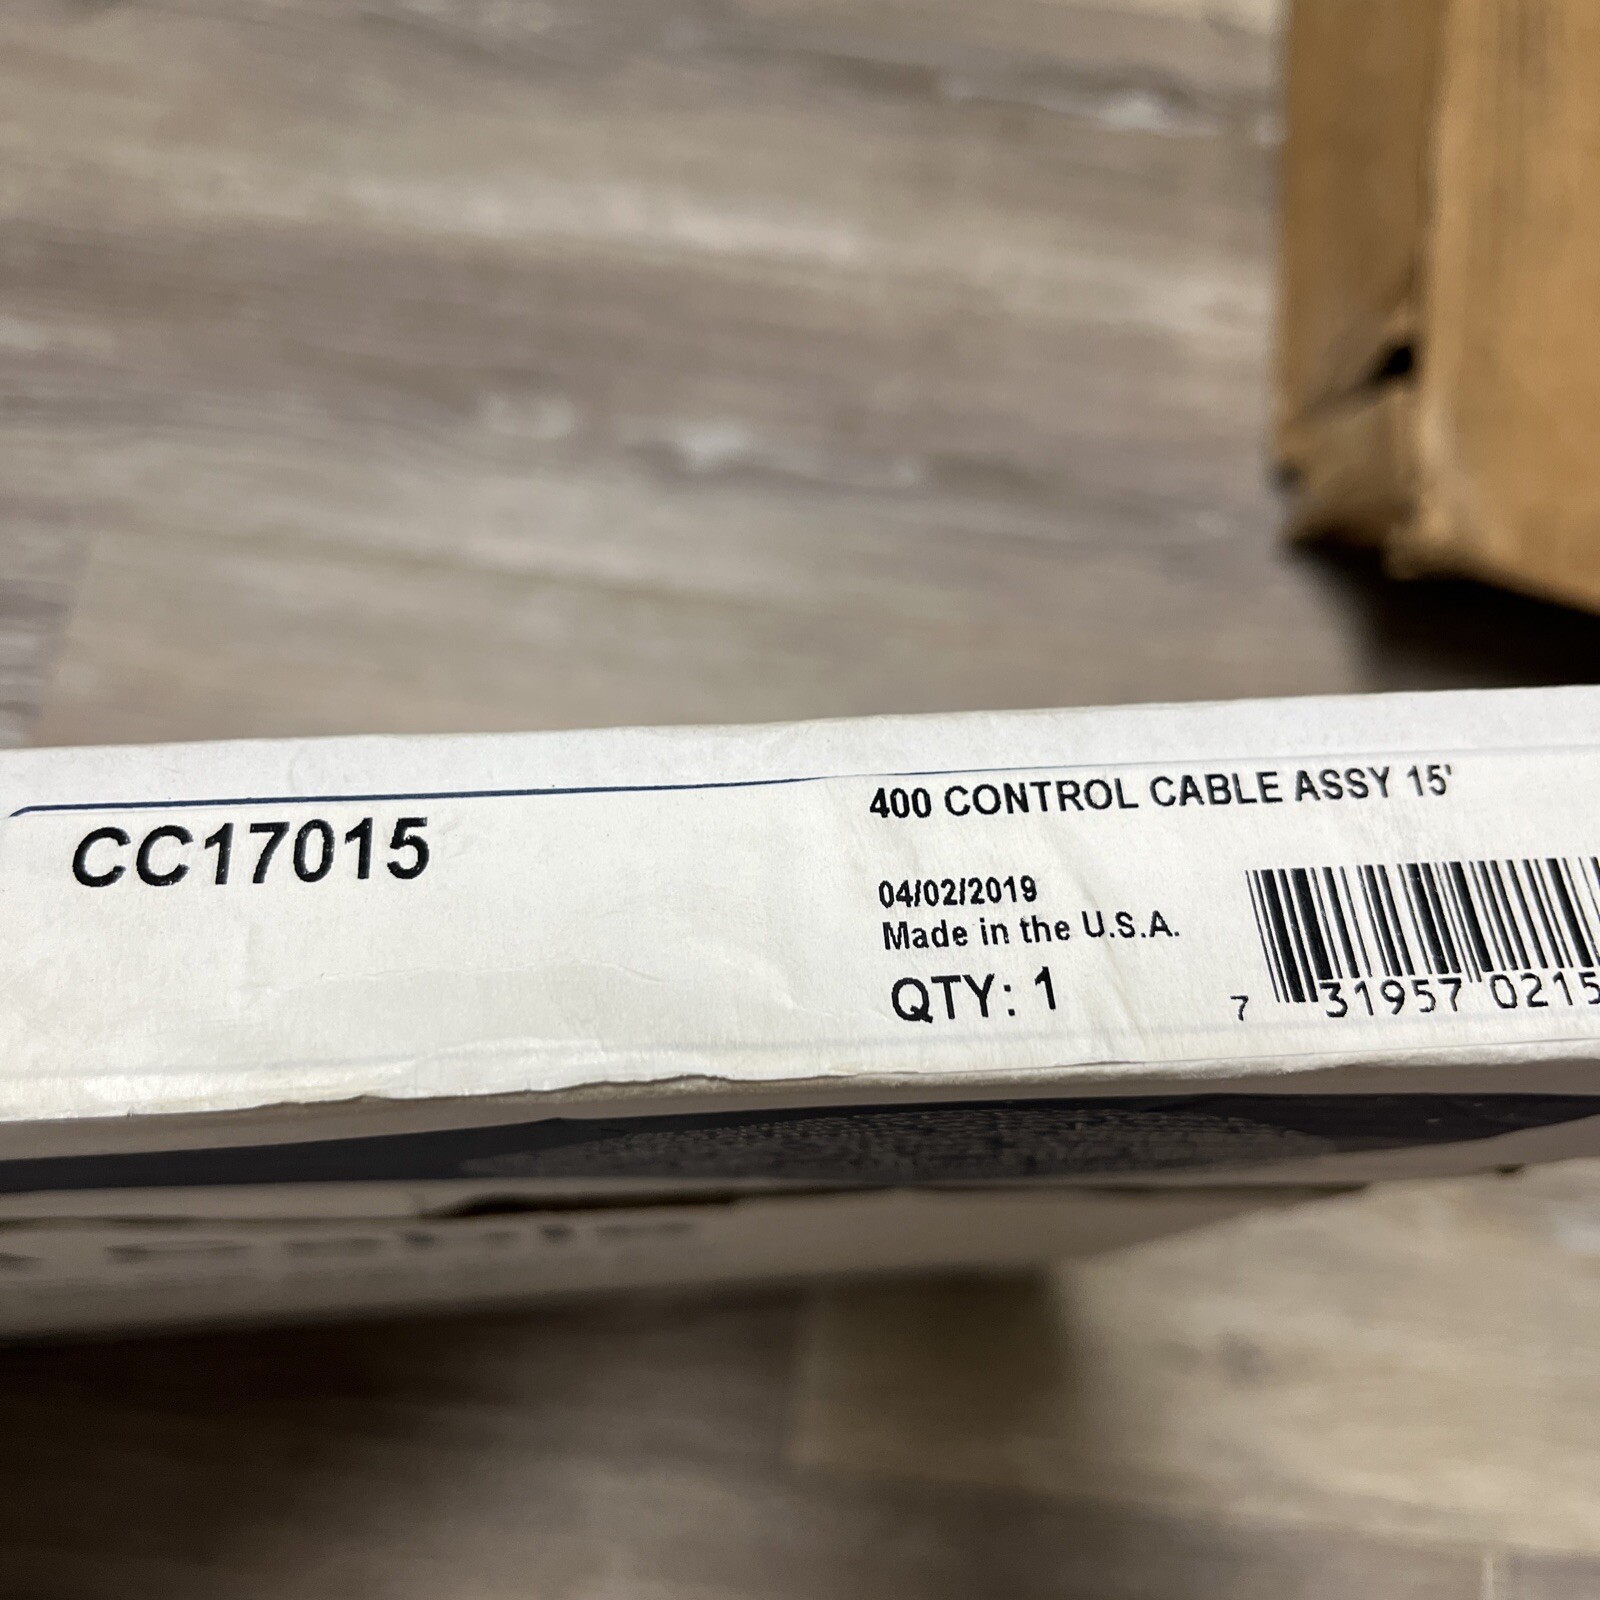 CC17015
400 CONTROL CABLE ASSY 15'
04/02/2019
Made in the U.S.A.
QTY: 1
7 31957 0215